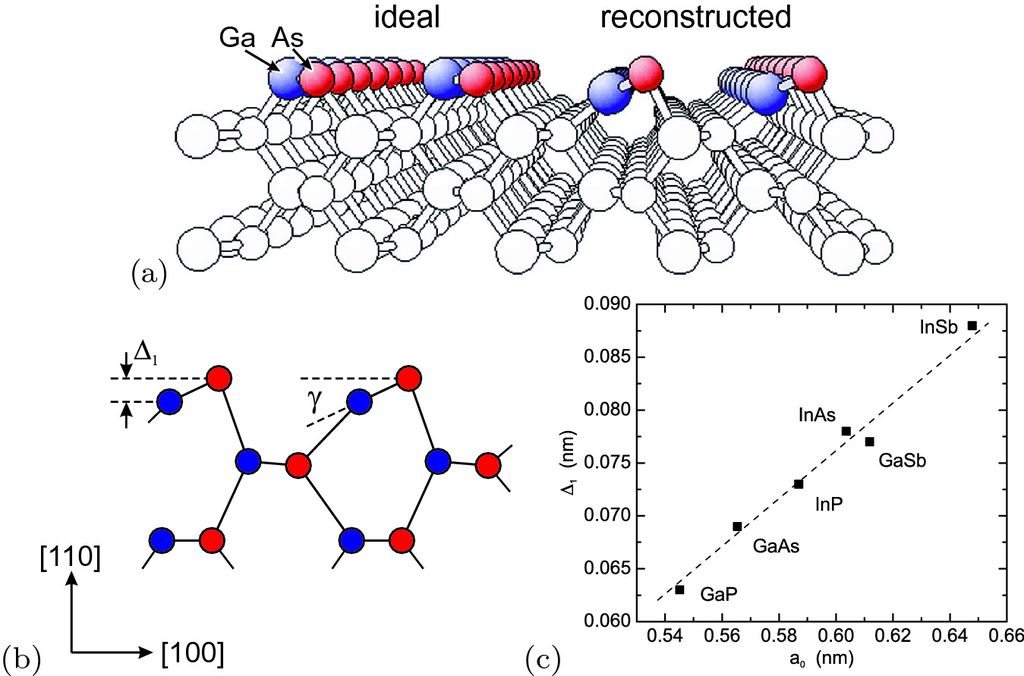 ideal
reconstructed
Ga
As
(a)
Δ₁
γ
[110]
[100]
(b)
0.090
0.085
0.080
0.075
0.070
0.065
0.060
Δ₁ (nm)
InSb
InAs
GaSb
InP
GaAs
GaP
0.54
0.56
0.58
0.60
0.62
0.64
0.66
a₀ (nm)
(c)